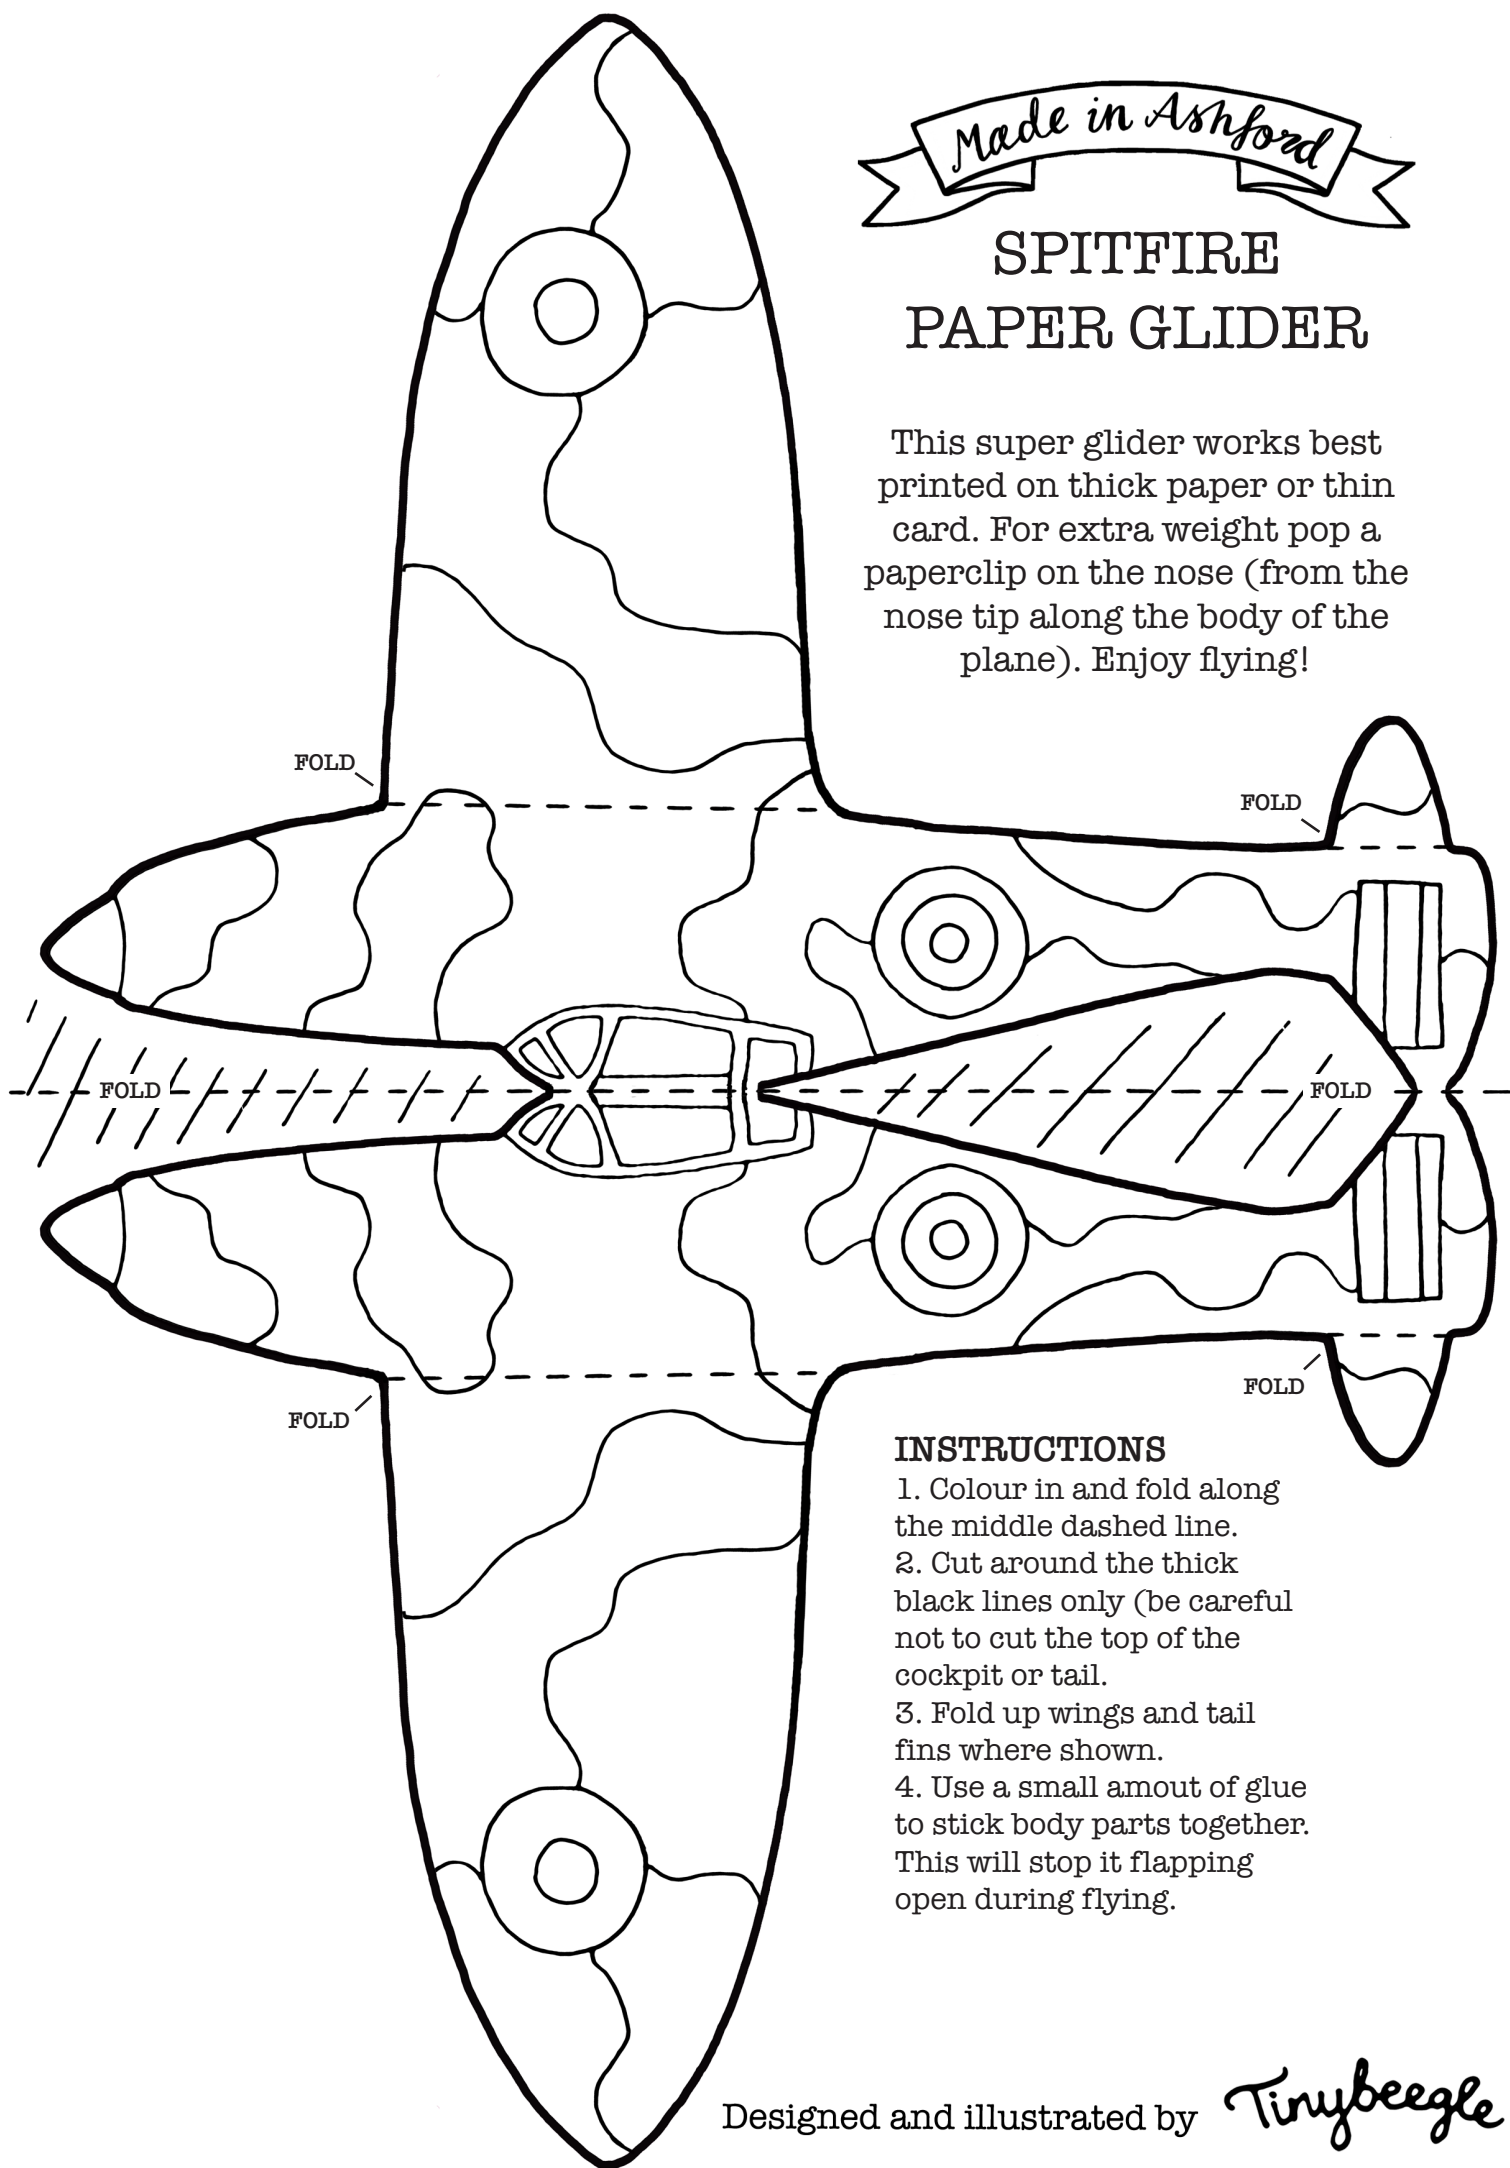 Made in Ashford
SPITFIRE
PAPER GLIDER
This super glider works best
printed on thick paper or thin
card. For extra weight pop a
paperclip on the nose (from the
nose tip along the body of the
plane). Enjoy flying!
FOLD
FOLD
FOLD
FOLD
FOLD
FOLD
INSTRUCTIONS
1. Colour in and fold along
the middle dashed line.
2. Cut around the thick
black lines only (be careful
not to cut the top of the
cockpit or tail.
3. Fold up wings and tail
fins where shown.
4. Use a small amout of glue
to stick body parts together.
This will stop it flapping
open during flying.
Designed and illustrated by Tinybeegle